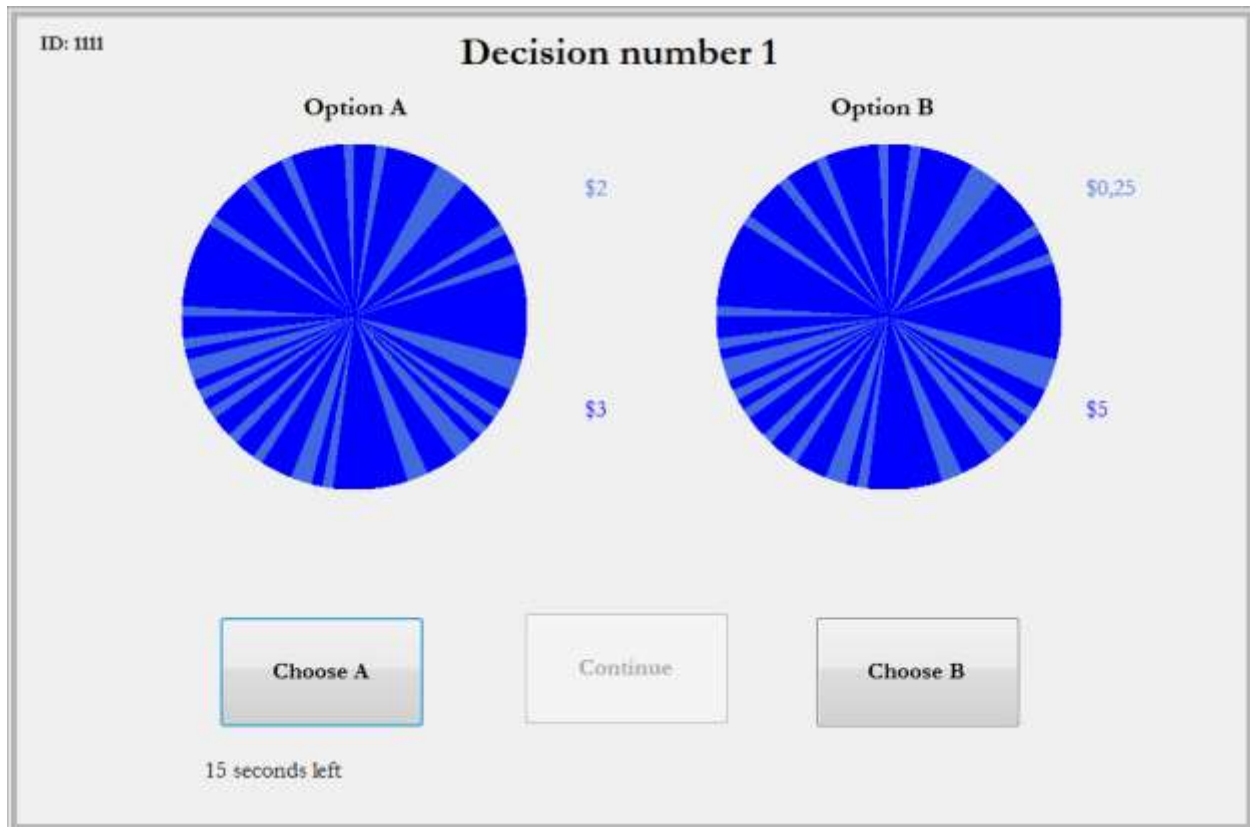 ID: 1111
Decision number 1
Option A
Option B
$2
$0,25
$3
$5
Choose A
Continue
Choose B
15 seconds left